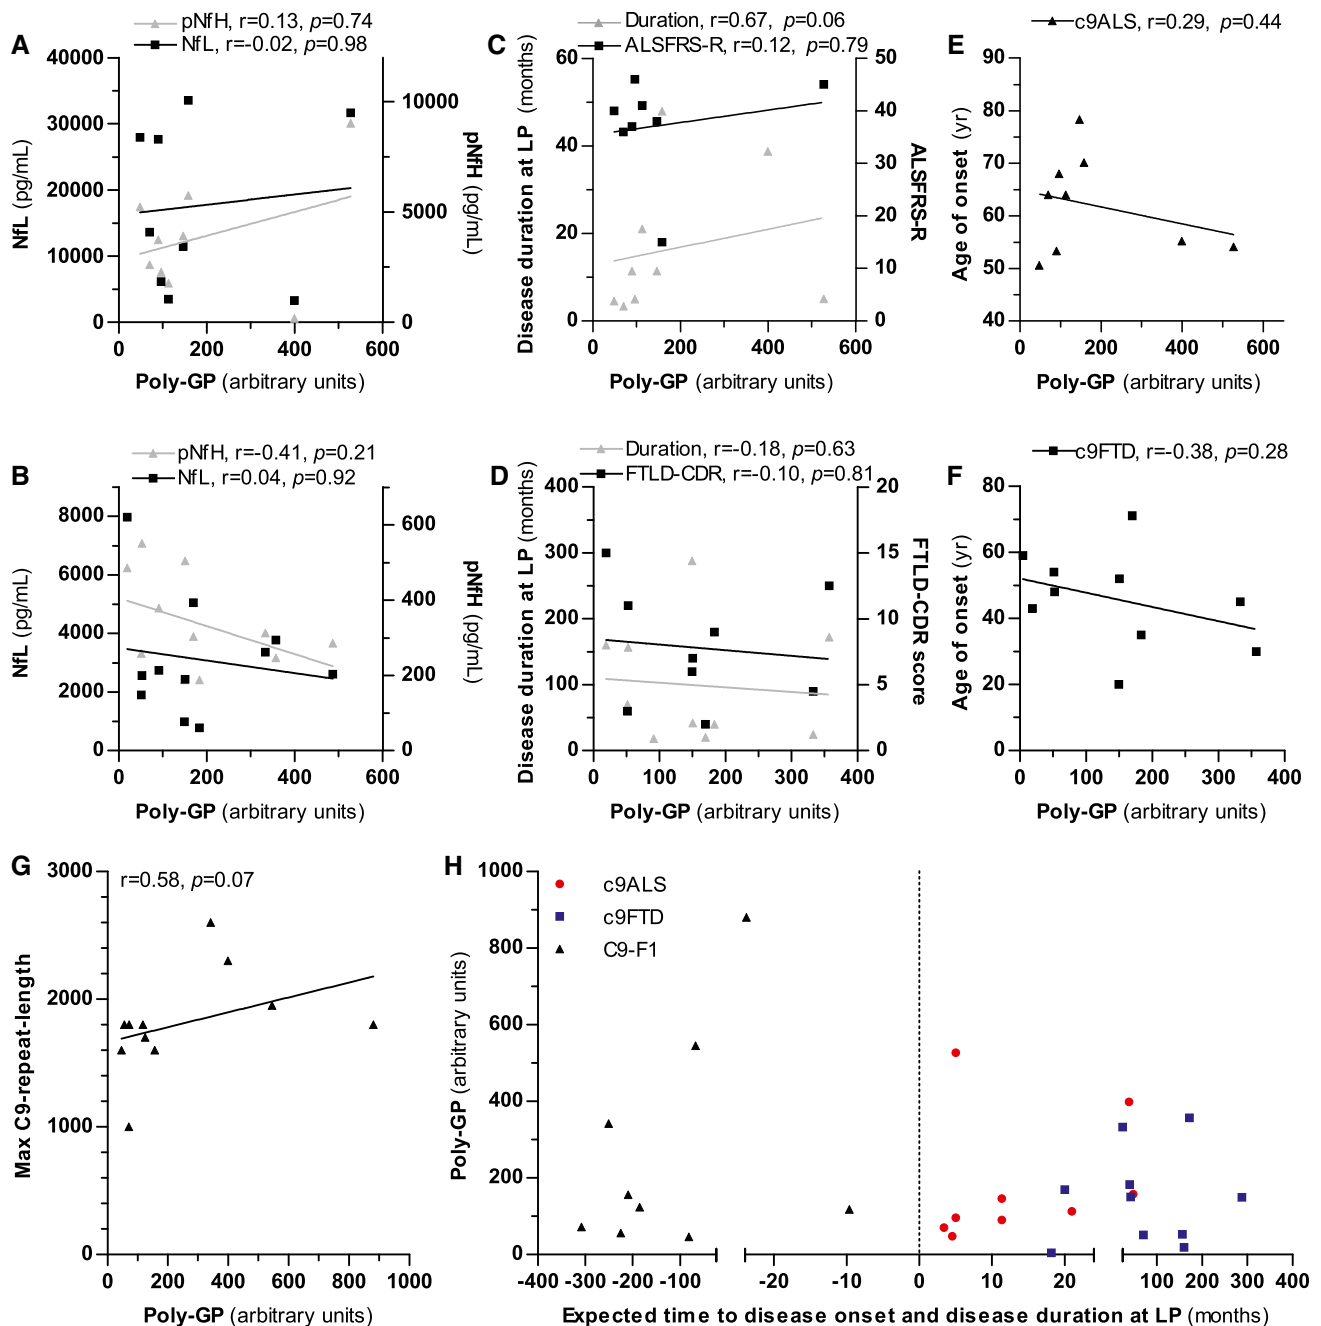 A
pNfH, r=0.13, p=0.74
NfL, r=-0.02, p=0.98
40000
30000
20000
10000
0
NfL (pg/mL)
10000
5000
0
pNfH (pg/mL)
0 200 400 600
Poly-GP (arbitrary units)
C
Duration, r=0.67, p=0.06
ALSFRS-R, r=0.12, p=0.79
60
40
20
0
Disease duration at LP (months)
50
40
30
20
10
0
ALSFRS-R
0 200 400 600
Poly-GP (arbitrary units)
E
c9ALS, r=0.29, p=0.44
90
80
70
60
50
40
Age of onset (yr)
0 200 400 600
Poly-GP (arbitrary units)
B
pNfH, r=-0.41, p=0.21
NfL, r=0.04, p=0.92
8000
6000
4000
2000
0
NfL (pg/mL)
600
400
200
0
pNfH (pg/mL)
0 200 400 600
Poly-GP (arbitrary units)
D
Duration, r=-0.18, p=0.63
FTLD-CDR, r=-0.10, p=0.81
400
300
200
100
0
Disease duration at LP (months)
20
15
10
5
0
FTLD-CDR score
0 100 200 300 400
Poly-GP (arbitrary units)
F
c9FTD, r=-0.38, p=0.28
80
60
40
20
0
Age of onset (yr)
0 100 200 300 400
Poly-GP (arbitrary units)
G
r=0.58, p=0.07
3000
2000
1000
0
Max C9-repeat-length
0 200 400 600 800 1000
Poly-GP (arbitrary units)
H
c9ALS
c9FTD
C9-F1
1000
800
600
400
200
0
Poly-GP (arbitrary units)
-400 -300 -200 -100 -20 -10 0 10 20 100 200 300 400
Expected time to disease onset and disease duration at LP (months)